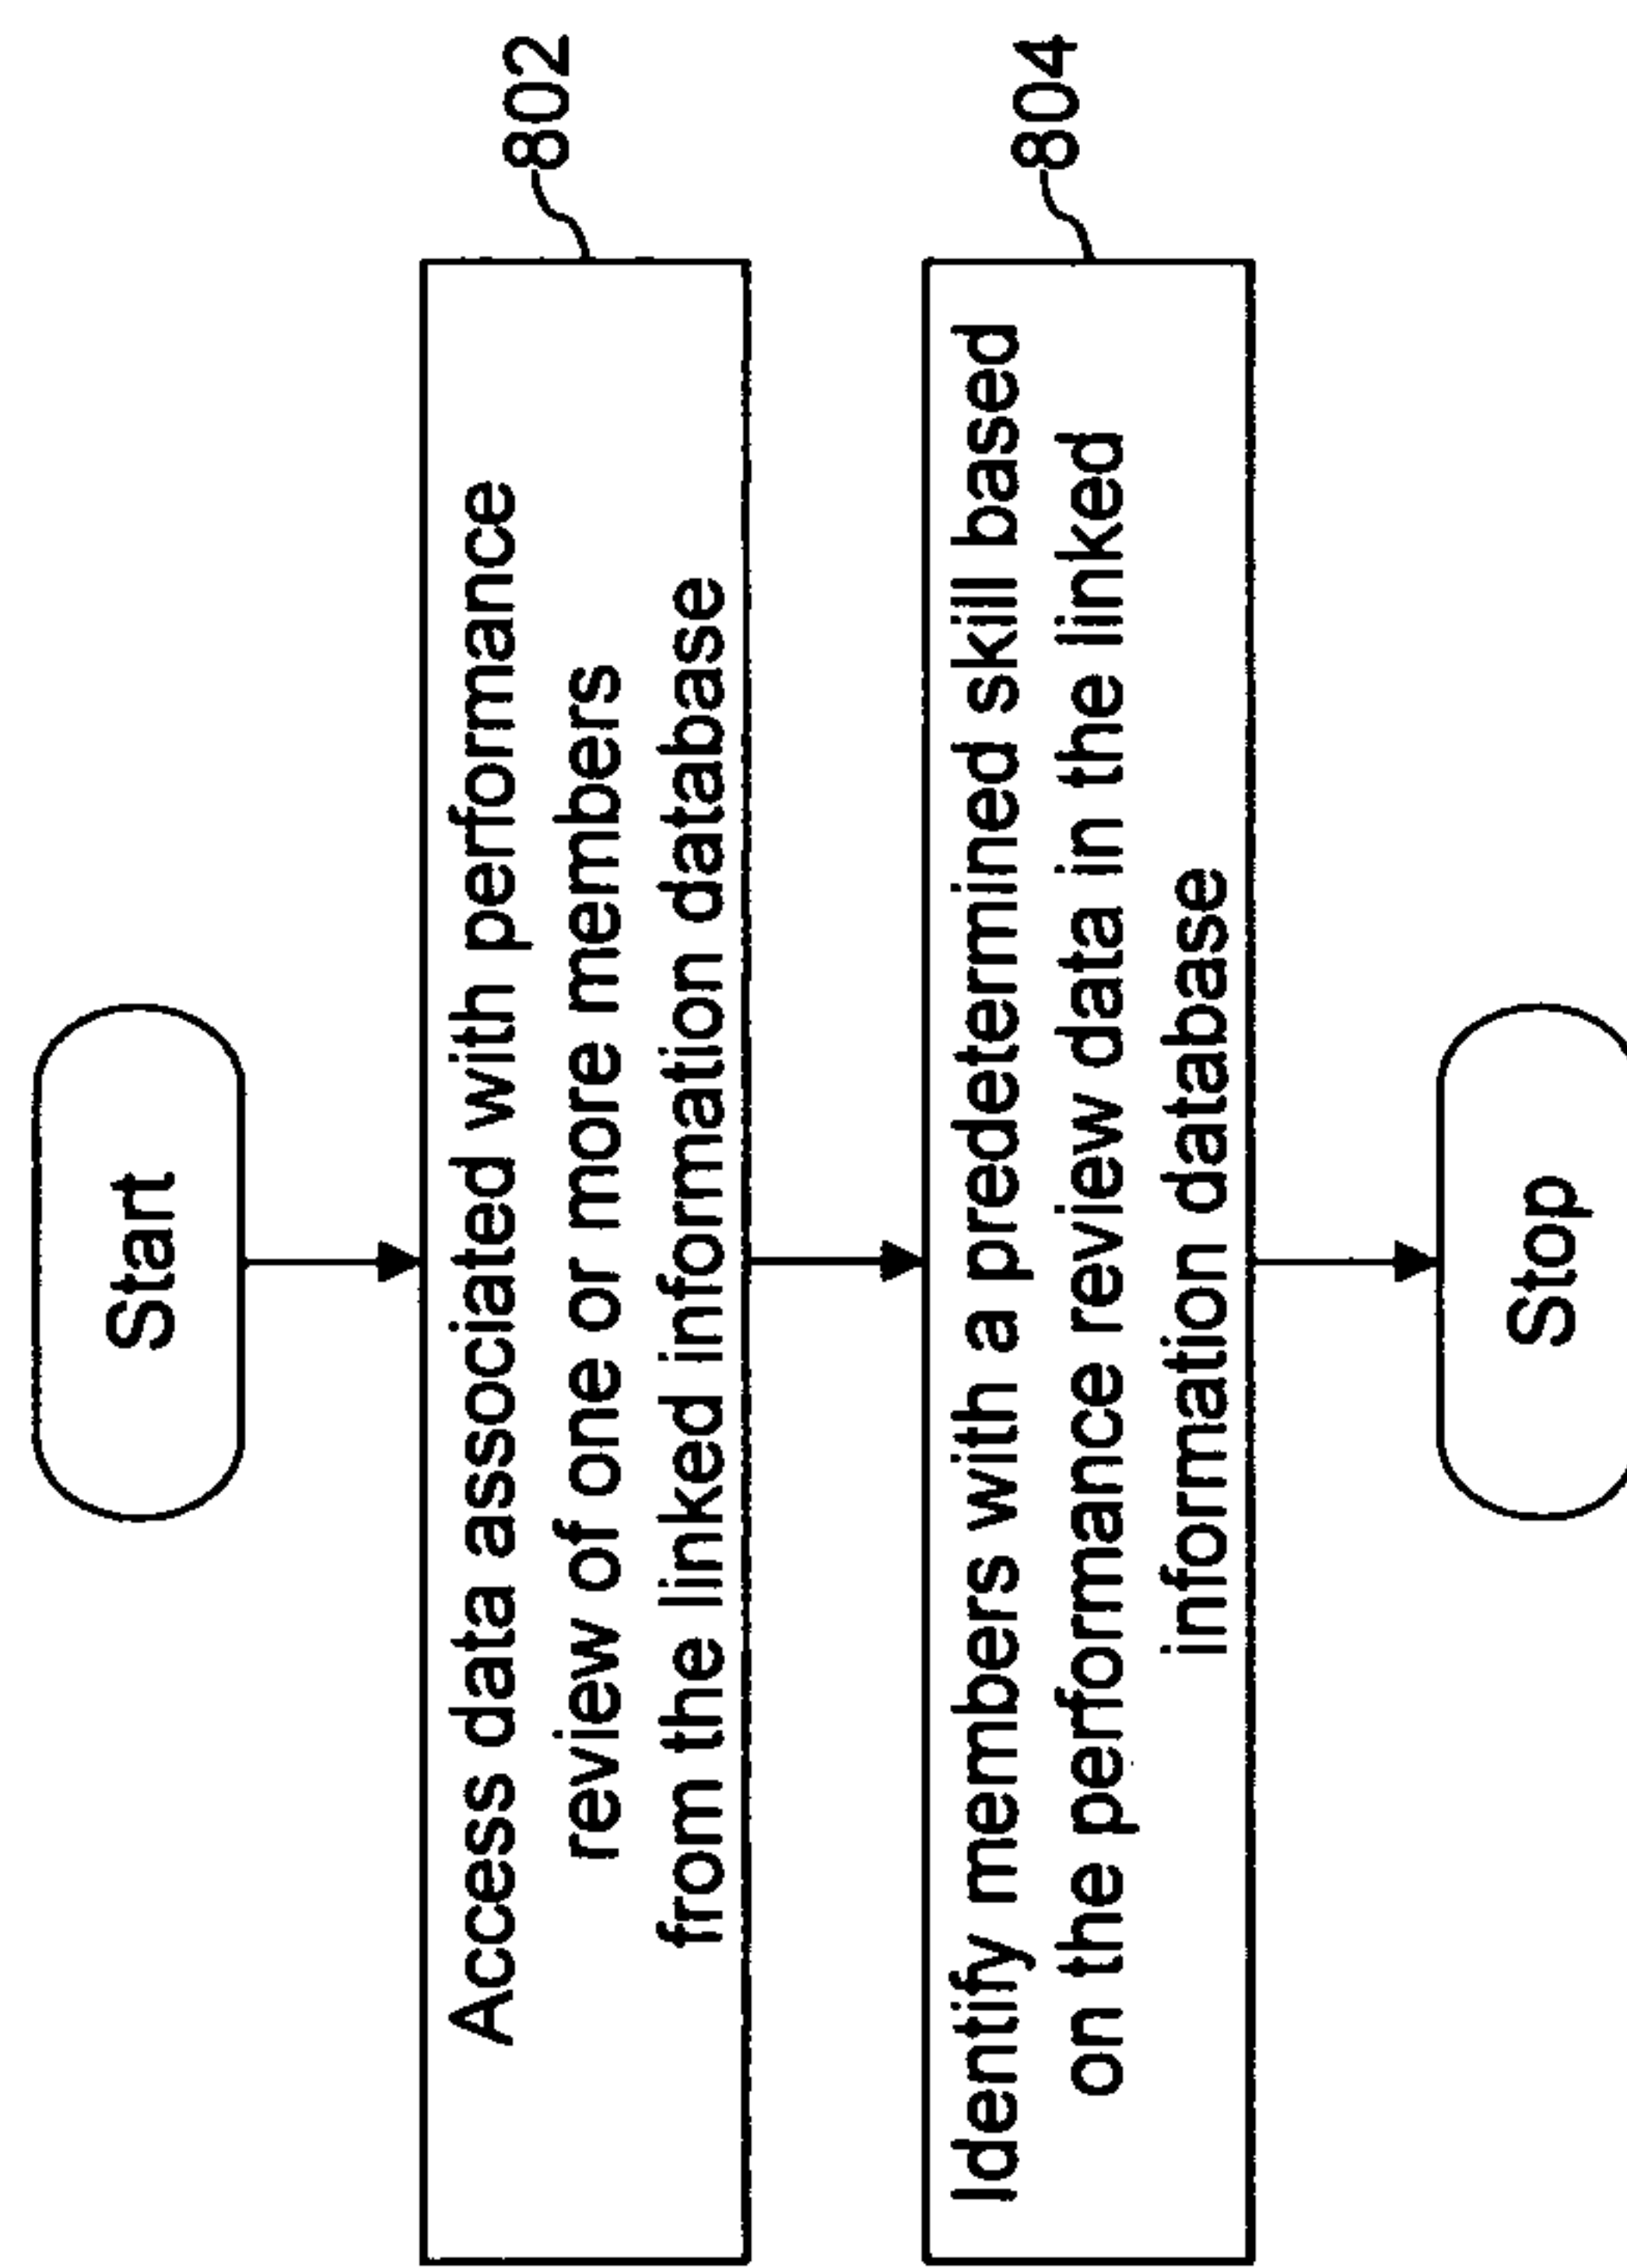 Start
Access data associated with performance
review of one or more members
from the linked information database
802
Identify members with a predetermined skill based
on the performance review data in the linked
information database
804
Stop